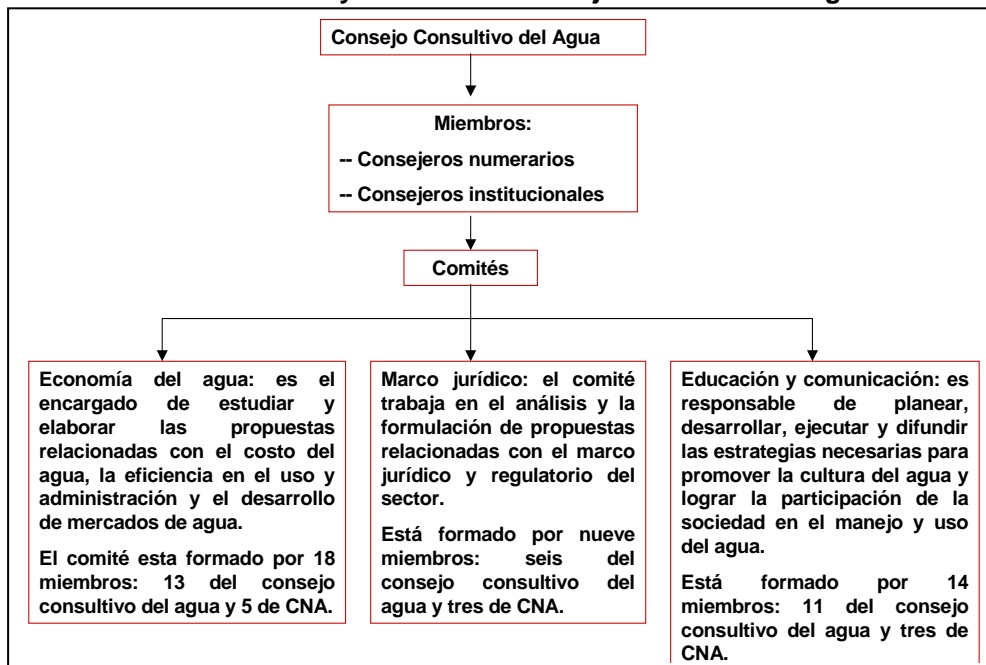 Consejo Consultivo del Agua
Miembros:
-- Consejeros numerarios
-- Consejeros institucionales
Comités
Economía del agua: es el
encargado de estudiar y
elaborar las propuestas
relacionadas con el costo del
agua, la eficiencia en el uso y
administración y el desarrollo
de mercados de agua.
El comité esta formado por 18
miembros: 13 del consejo
consultivo del agua y 5 de CNA.
Marco jurídico: el comité
trabaja en el análisis y la
formulación de propuestas
relacionadas con el marco
jurídico y regulatorio del
sector.
Está formado por nueve
miembros: seis del
consejo consultivo del
agua y tres de CNA.
Educación y comunicación: es
responsable de planear,
desarrollar, ejecutar y difundir
las estrategias necesarias para
promover la cultura del agua y
lograr la participación de la
sociedad en el manejo y uso
del agua.
Está formado por 14
miembros: 11 del consejo
consultivo del agua y tres de
CNA.